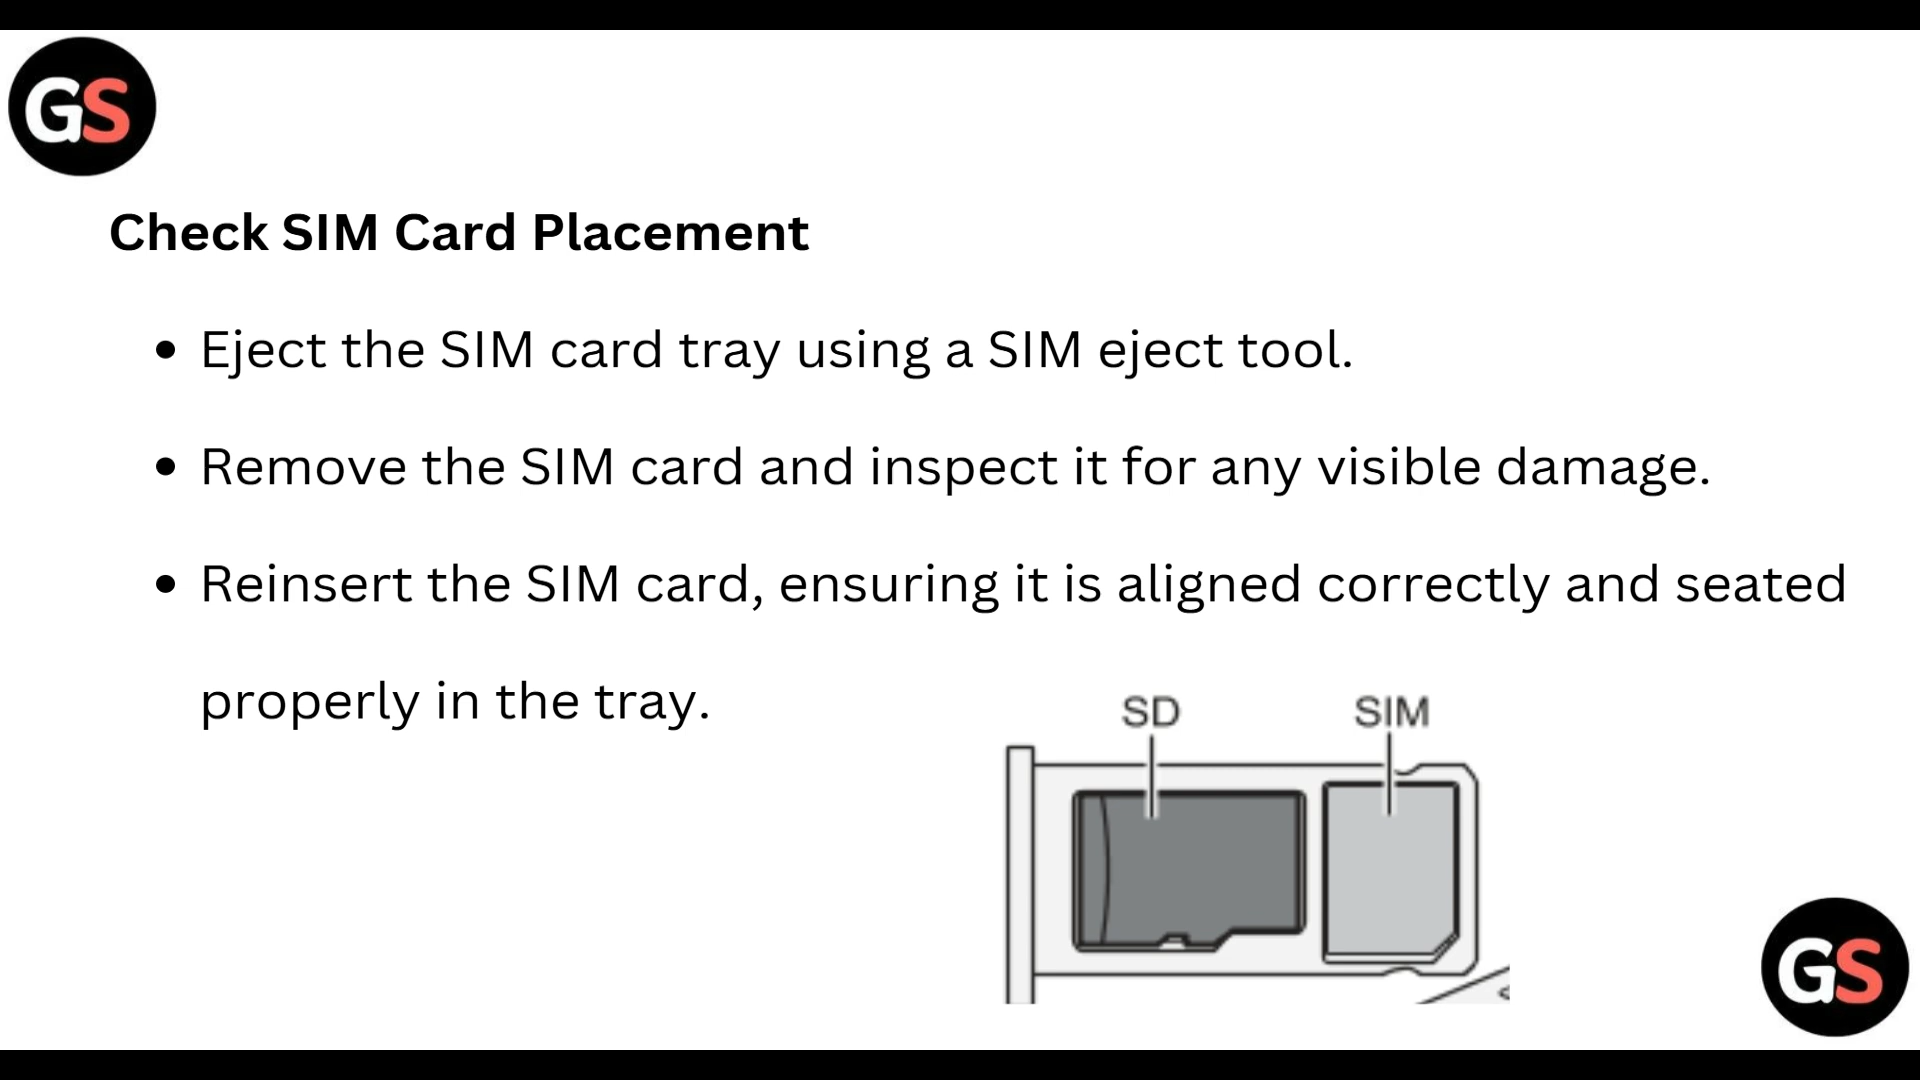 GS
Check SIM Card Placement
• Eject the SIM card tray using a SIM eject tool.
• Remove the SIM card and inspect it for any visible damage.
• Reinsert the SIM card, ensuring it is aligned correctly and seated
properly in the tray.
SD SIM
GS